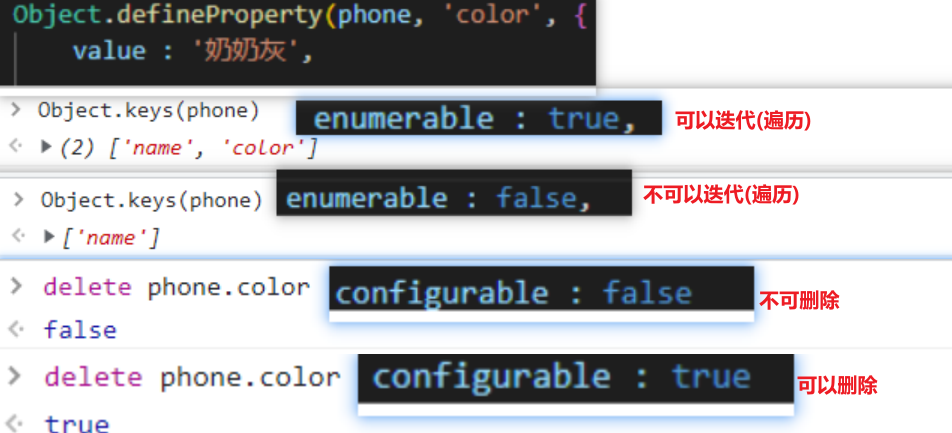 Object.defineProperty(phone, 'color', {
value : '奶奶灰',
> Object.keys(phone) enumerable : true, 可以迭代(遍历)
<· ▶ (2) ['name', 'color']
> Object.keys(phone) enumerable : false, 不可以迭代(遍历)
<· ▶ ['name']
> delete phone.color configurable : false 不可删除
<· false
> delete phone.color configurable : true 可以删除
<· true